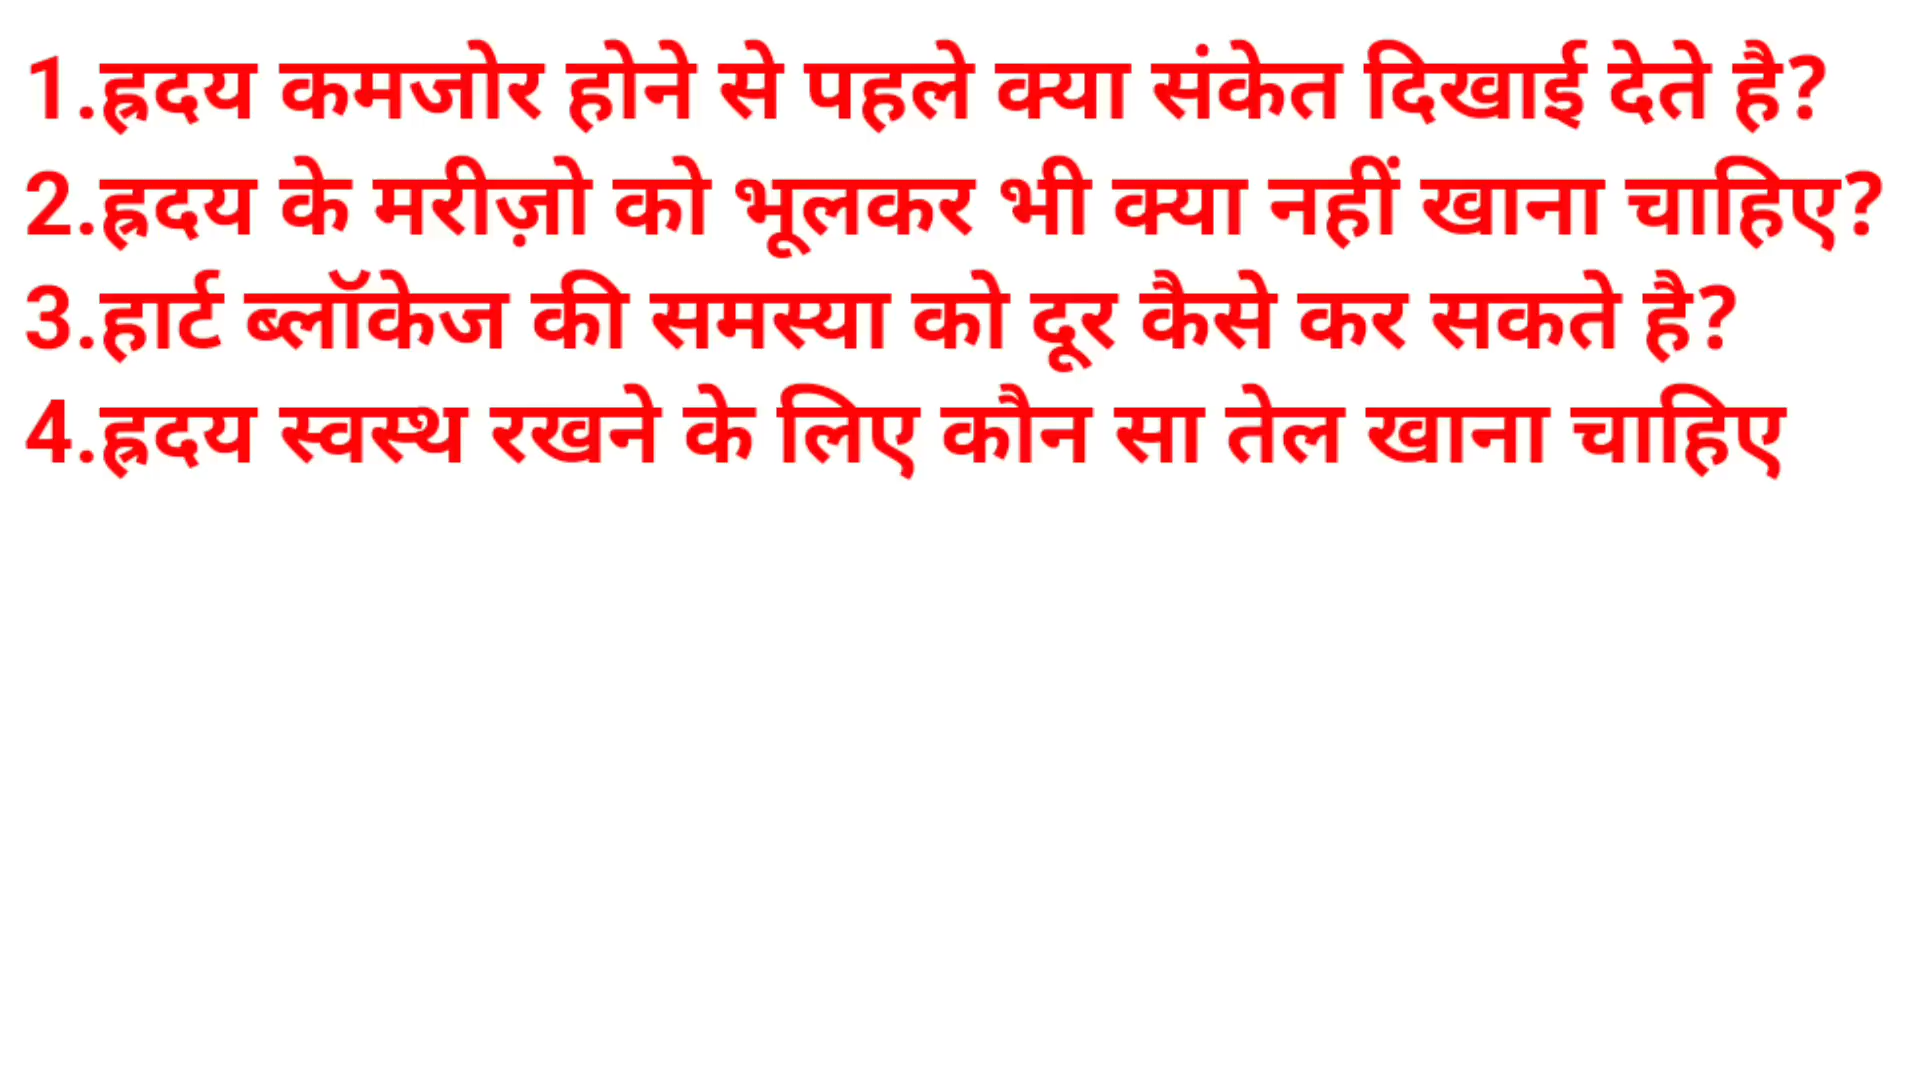 1.ह्रदय कमजोर होने से पहले क्या संकेत दिखाई देते है?
2.ह्रदय के मरीज़ो को भूलकर भी क्या नहीं खाना चाहिए?
3.हार्ट ब्लॉकेज की समस्या को दूर कैसे कर सकते है?
4.ह्रदय स्वस्थ रखने के लिए कौन सा तेल खाना चाहिए